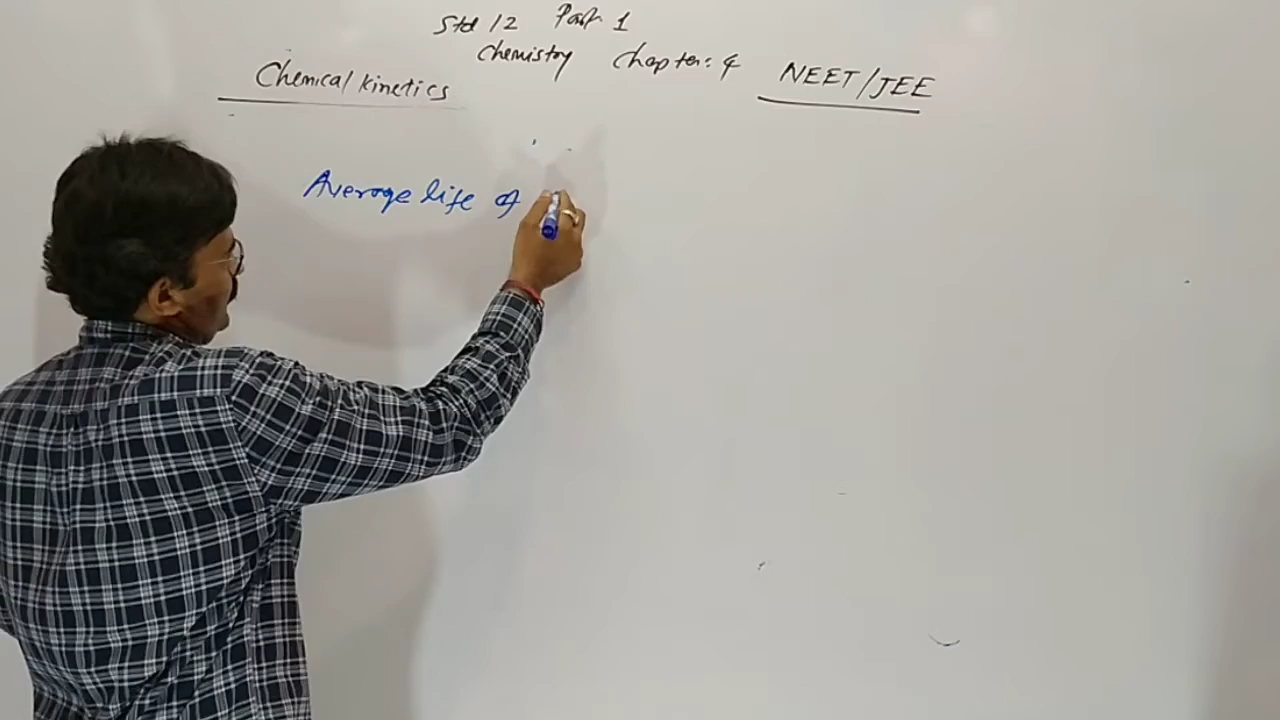 Std 12 Part 1
Chemistry Chapter: 4
Chemical kinetics
NEET/JEE
Average life of